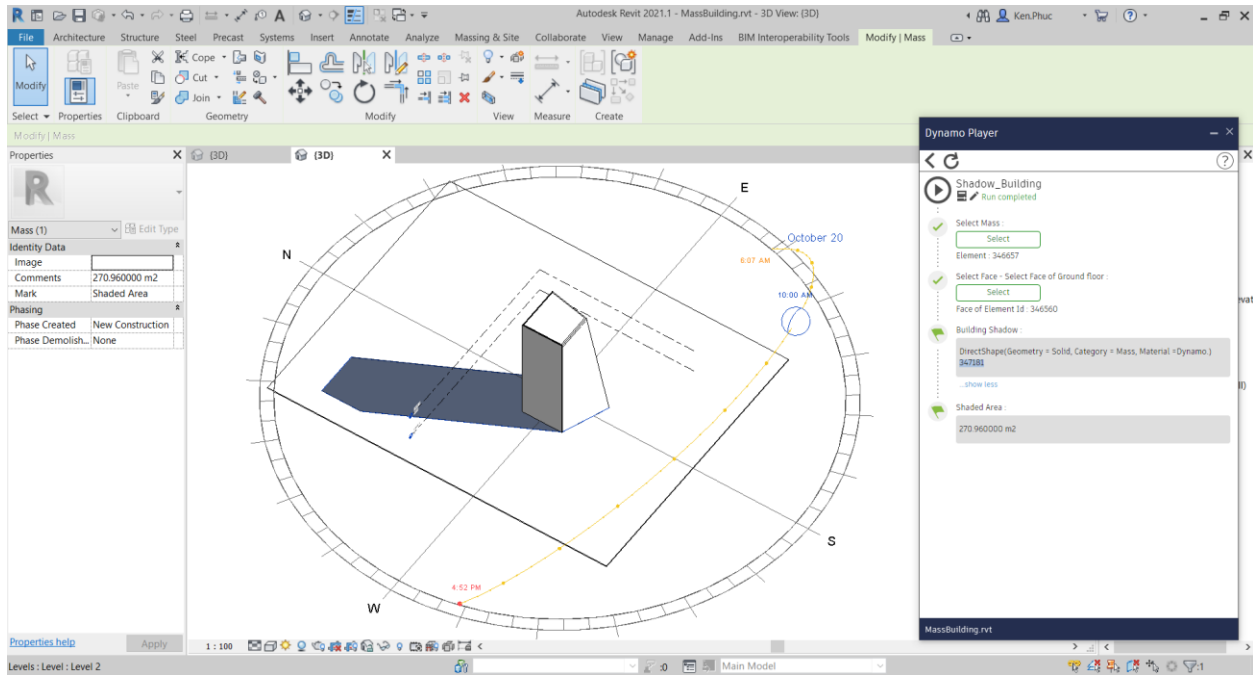 Autodesk Revit 2021.1 - MassBuilding.rvt - 3D View: {3D}
Ken.Phuc
File Architecture Structure Steel Precast Systems Insert Annotate Analyze Massing & Site Collaborate View Manage Add-Ins BIM Interoperability Tools Modify | Mass
Modify
Paste
Cope
Cut
Join
Select Properties Clipboard Geometry Modify View Measure Create
Modify | Mass
Properties
{3D}
{3D}
Mass (1)
Edit Type
Identity Data
Image
Comments 270.960000 m2
Mark Shaded Area
Phasing
Phase Created New Construction
Phase Demolish... None
Properties help
Apply
N
E
S
W
October 20
6:07 AM
10:00 AM
4:52 PM
Dynamo Player
Shadow_Building
Run completed
Select Mass :
Select
Element : 346657
Select Face - Select Face of Ground floor :
Select
Face of Element Id : 346560
Building Shadow :
DirectShape(Geometry = Solid, Category = Mass, Material =Dynamo.)
347181
...show less
Shaded Area :
270.960000 m2
MassBuilding.rvt
1 : 100
Levels : Level : Level 2
:0
Main Model
:1